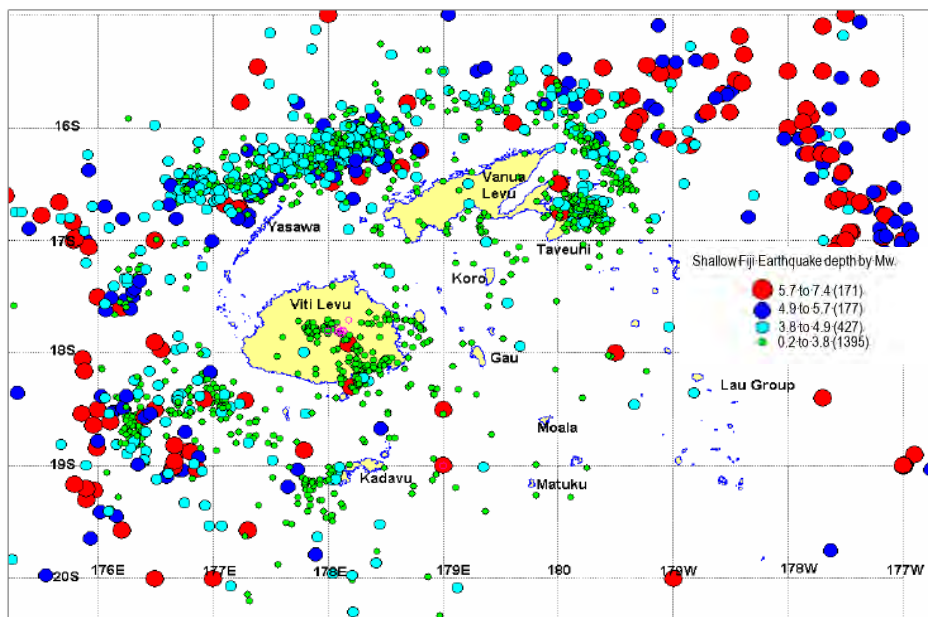 16S
Vanua
Levu
Yasawa
17S
Taveuni
Shallow Fiji Earthquake depth by Mw.
Koro
5.7 to 7.4 (171)
Viti Levu
4.9 to 5.7 (177)
3.8 to 4.9 (427)
0.2 to 3.8 (1395)
18S
Gau
Lau Group
Moala
19S
Kadavu
Matuku
20S
176E 177E 178E 179E 180 179W 178W 177W